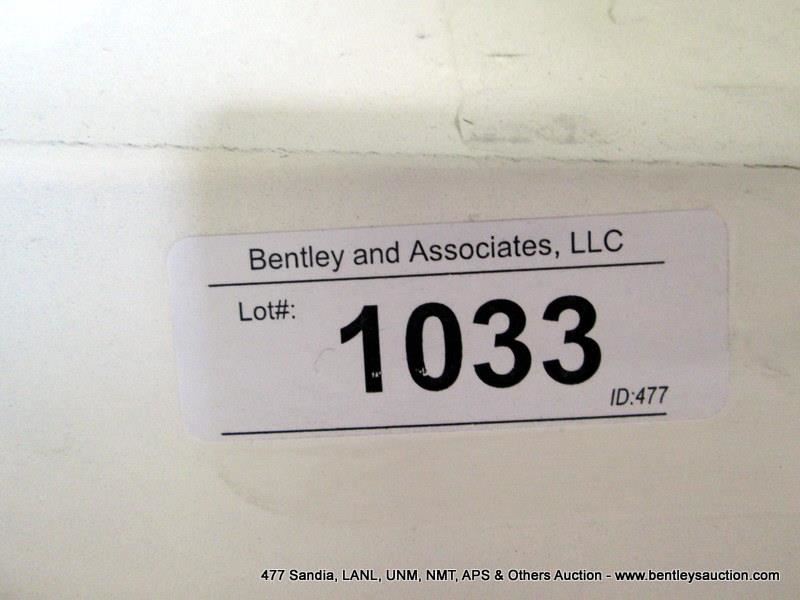 Bentley and Associates, LLC
Lot#:
1033
ID:477
477 Sandia, LANL, UNM, NMT, APS & Others Auction - www.bentleysauction.com